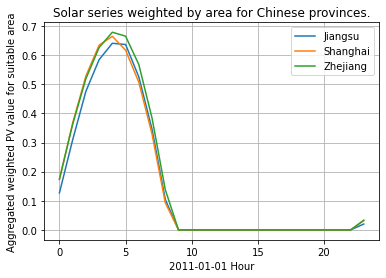 Solar series weighted by area for Chinese provinces.
Aggregated weighted PV value for suitable area
0.7
0.6
0.5
0.4
0.3
0.2
0.1
0.0
Jiangsu
Shanghai
Zhejiang
0 5 10 15 20
2011-01-01 Hour